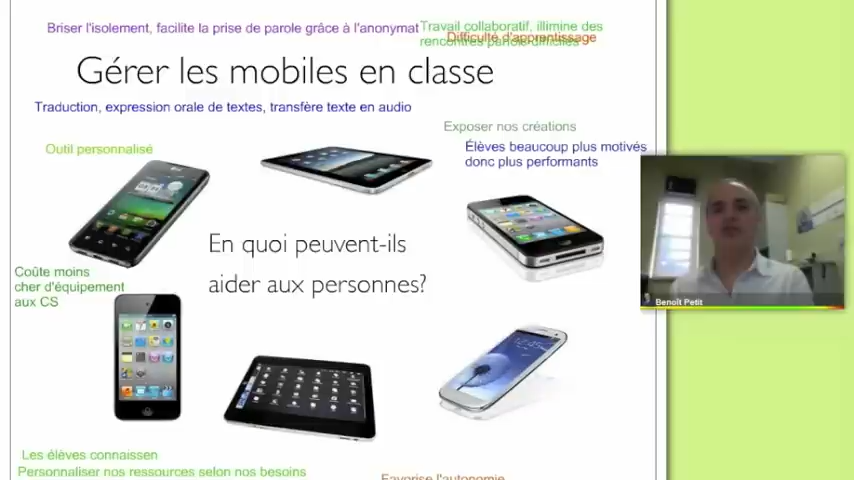 Briser l'isolement, facilite la prise de parole grâce à l'anonymat
Travail collaboratif, illimine des
rencontres parfois difficiles
Difficulté d'apprentissage
Gérer les mobiles en classe
Traduction, expression orale de textes, transfère texte en audio
Exposer nos créations
Outil personnalisé
Élèves beaucoup plus motivés
donc plus performants
En quoi peuvent-ils
aider aux personnes?
Coûte moins
cher d'équipement
aux CS
Benoît Petit
Les élèves connaissen
Personnaliser nos ressources selon nos besoins
Favorise l'autonomie